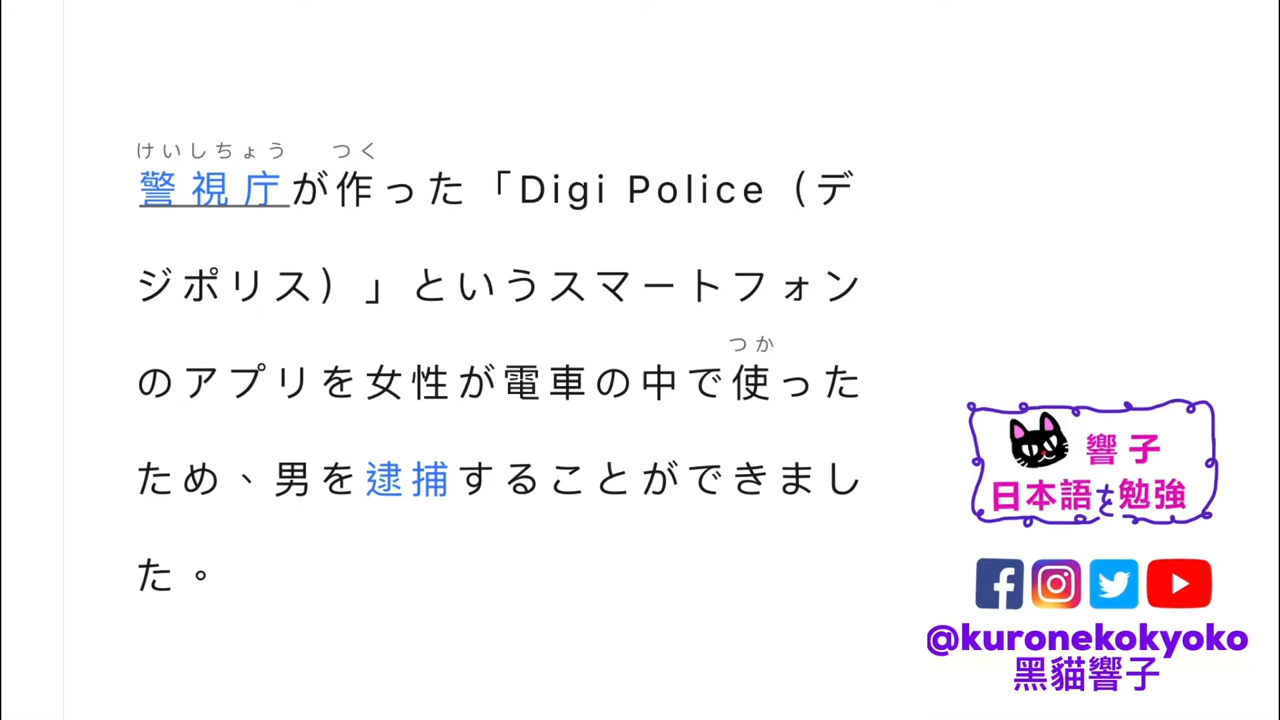 けいしちょう つく
警視庁が作った「Digi Police（デ
ジポリス）」というスマートフォン
つか
のアプリを女性が電車の中で使った
ため、男を逮捕することができまし
た。
響子
日本語を勉強
@kuronekokyoko
黑貓響子